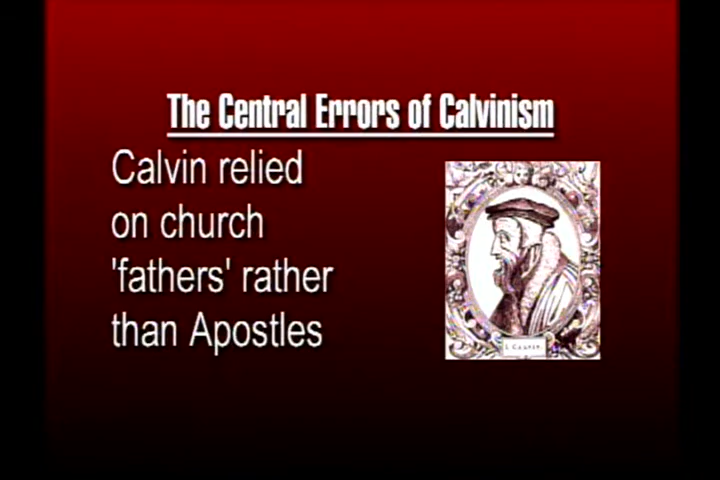 The Central Errors of Calvinism
Calvin relied
on church
'fathers' rather
than Apostles